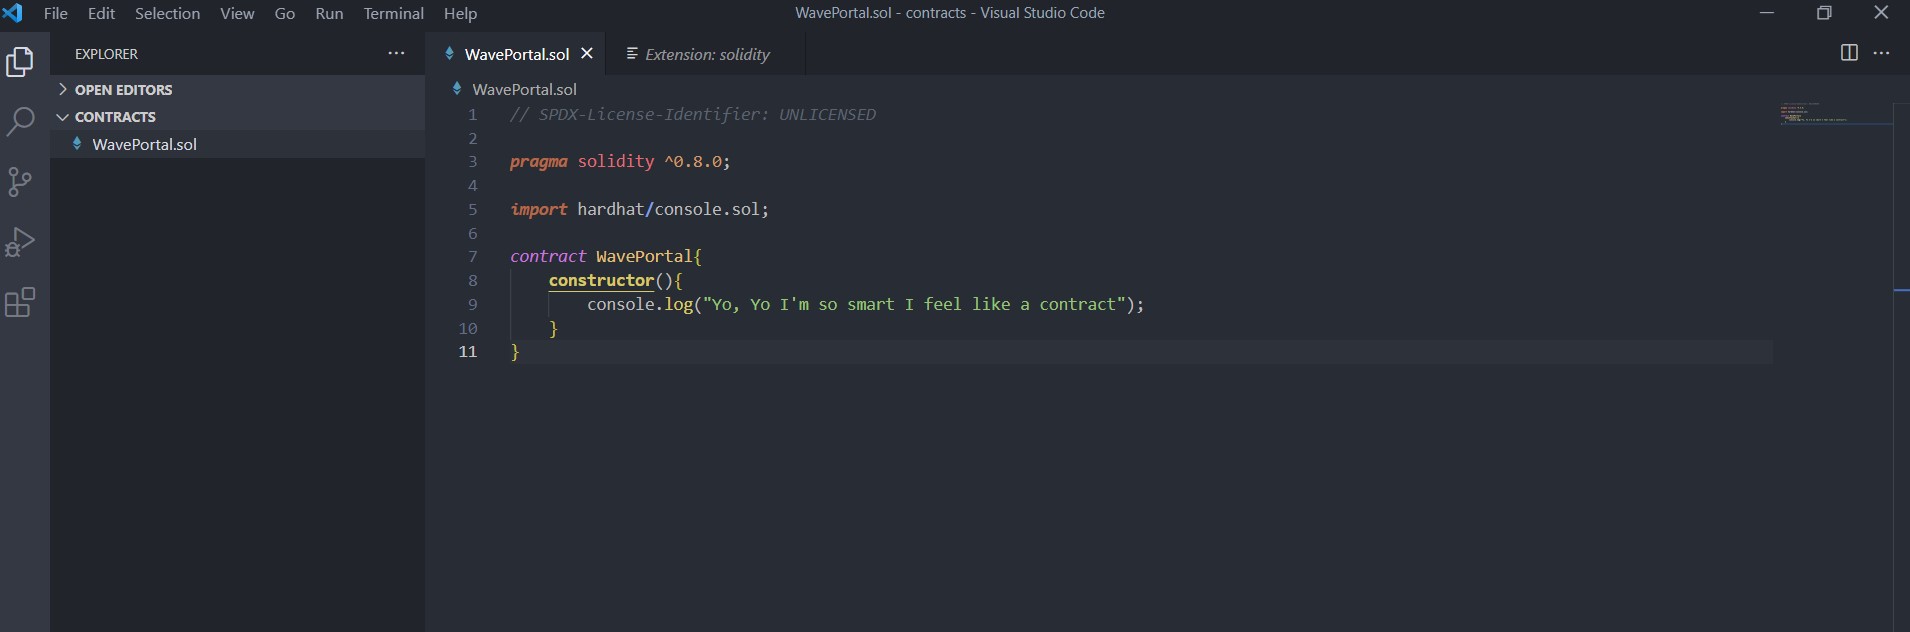 File Edit Selection View Go Run Terminal Help
WavePortal.sol - contracts - Visual Studio Code
EXPLORER
OPEN EDITORS
CONTRACTS
WavePortal.sol
WavePortal.sol
Extension: solidity
WavePortal.sol
1 // SPDX-License-Identifier: UNLICENSED
2
3 pragma solidity ^0.8.0;
4
5 import hardhat/console.sol;
6
7 contract WavePortal{
8     constructor(){
9         console.log("Yo, Yo I'm so smart I feel like a contract");
10     }
11 }